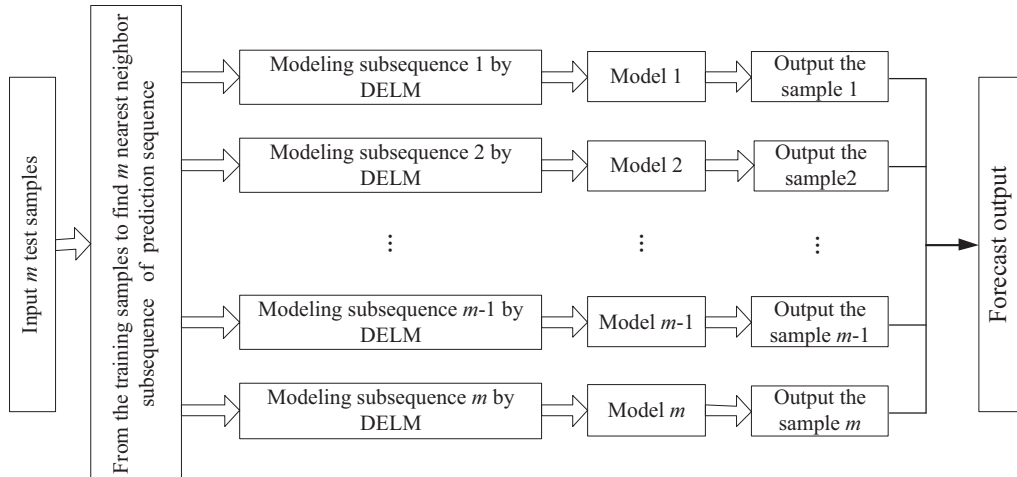 Input m test samples
From the training samples to find m nearest neighbor
subsequence of prediction sequence
Modeling subsequence 1 by
DELM
Model 1
Output the
sample 1
Modeling subsequence 2 by
DELM
Model 2
Output the
sample2
...
...
...
Modeling subsequence m-1 by
DELM
Model m-1
Output the
sample m-1
Modeling subsequence m by
DELM
Model m
Output the
sample m
Forecast output